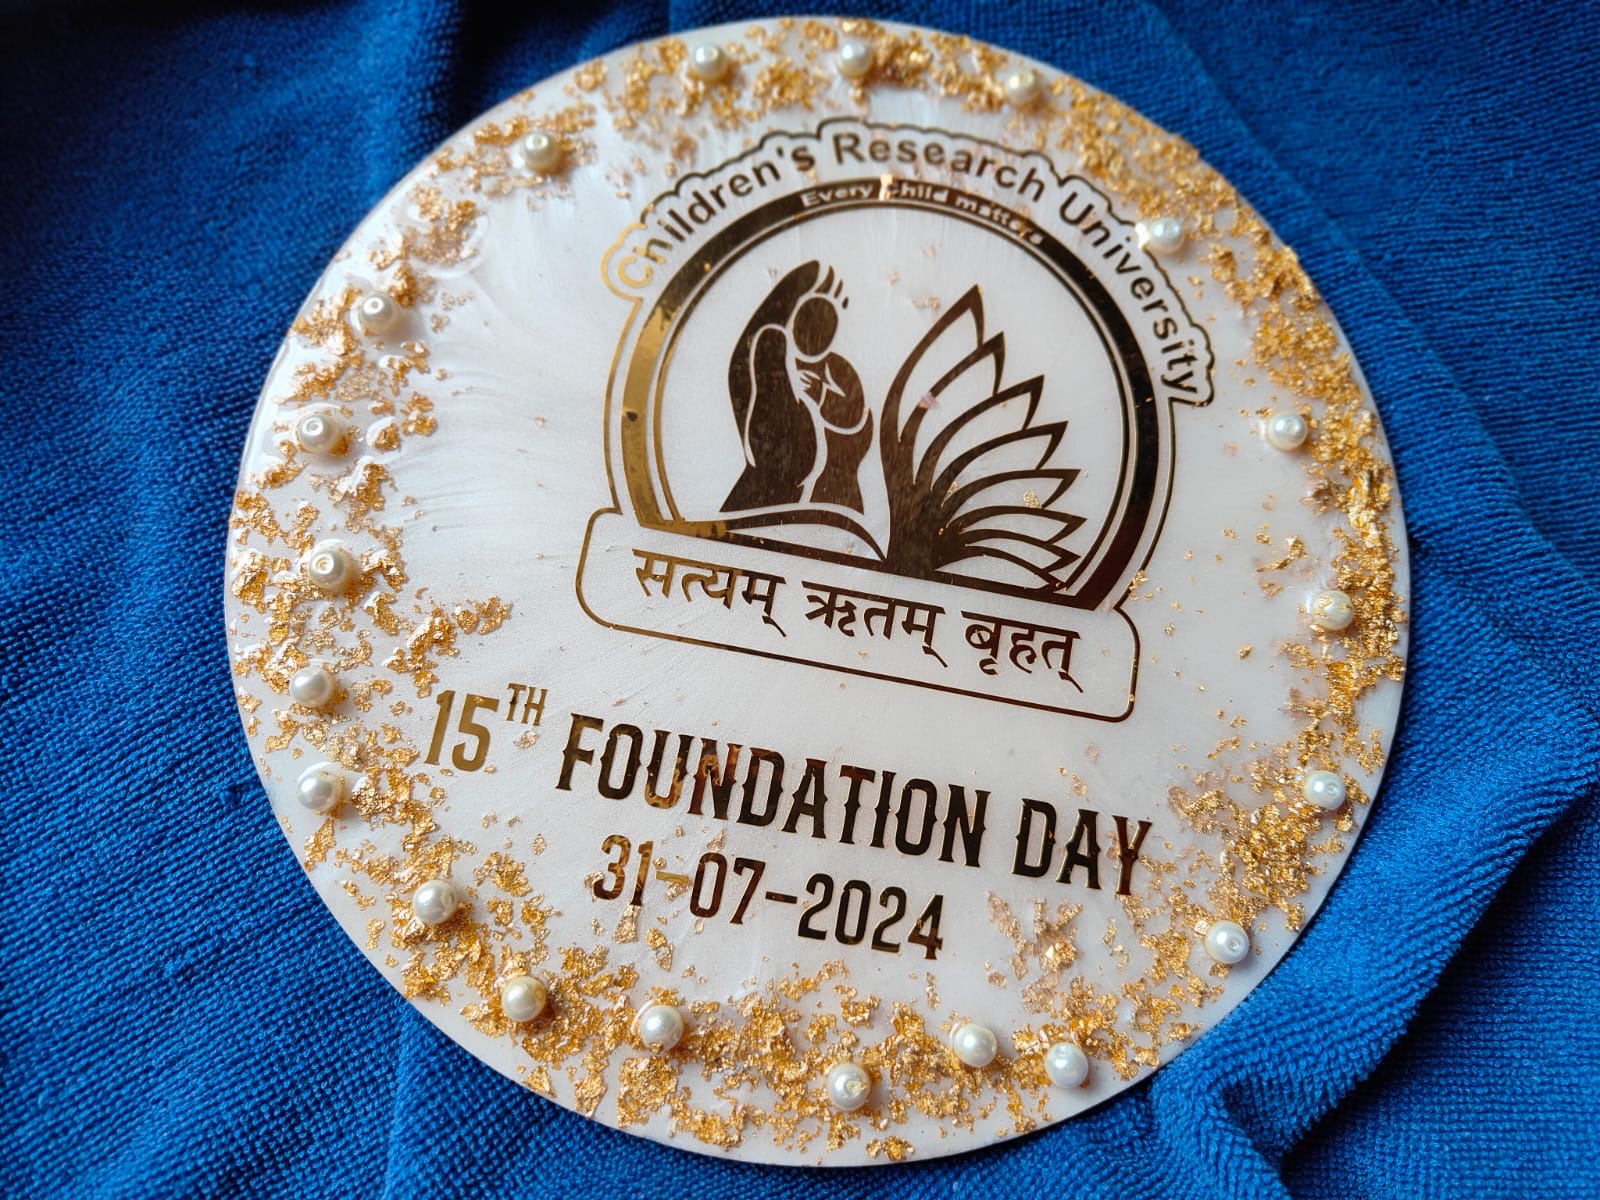 Children's Research University
Every Child matters
सत्यम् ऋतम् बृहत्
15TH FOUNDATION DAY
31-07-2024